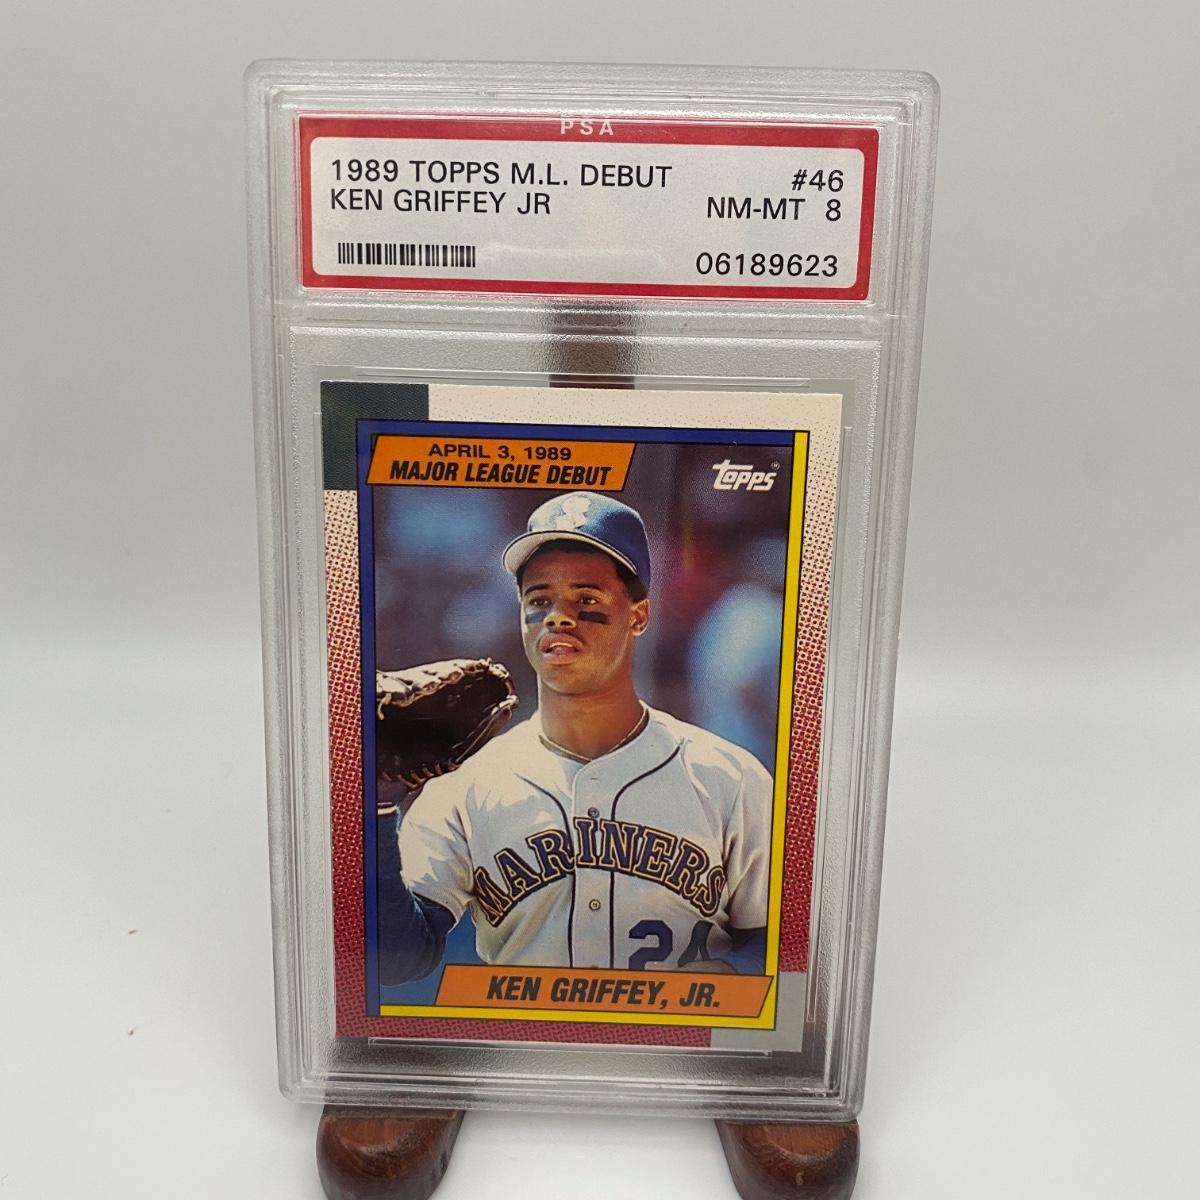 PSA
1989 TOPPS M.L. DEBUT #46
KEN GRIFFEY JR NM-MT 8
06189623
APRIL 3, 1989
MAJOR LEAGUE DEBUT
Topps
MARINERS
24
KEN GRIFFEY, JR.